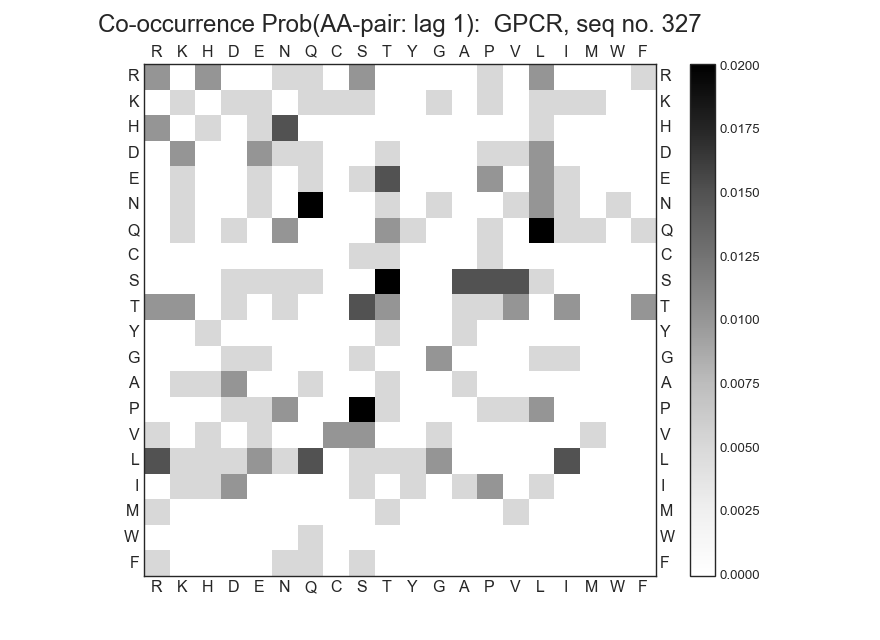 Co-occurrence Prob(AA-pair: lag 1):  GPCR, seq no. 327
R K H D E N Q C S T Y G A P V L I M W F
R R 0.0200
K K
H H 0.0175
D D
E E 0.0150
N N
Q Q 0.0125
C C
S S
T T 0.0100
Y Y
G G 0.0075
A A
P P
V V 0.0050
L L
I I
M M 0.0025
W W
F F 0.0000
R K H D E N Q C S T Y G A P V L I M W F